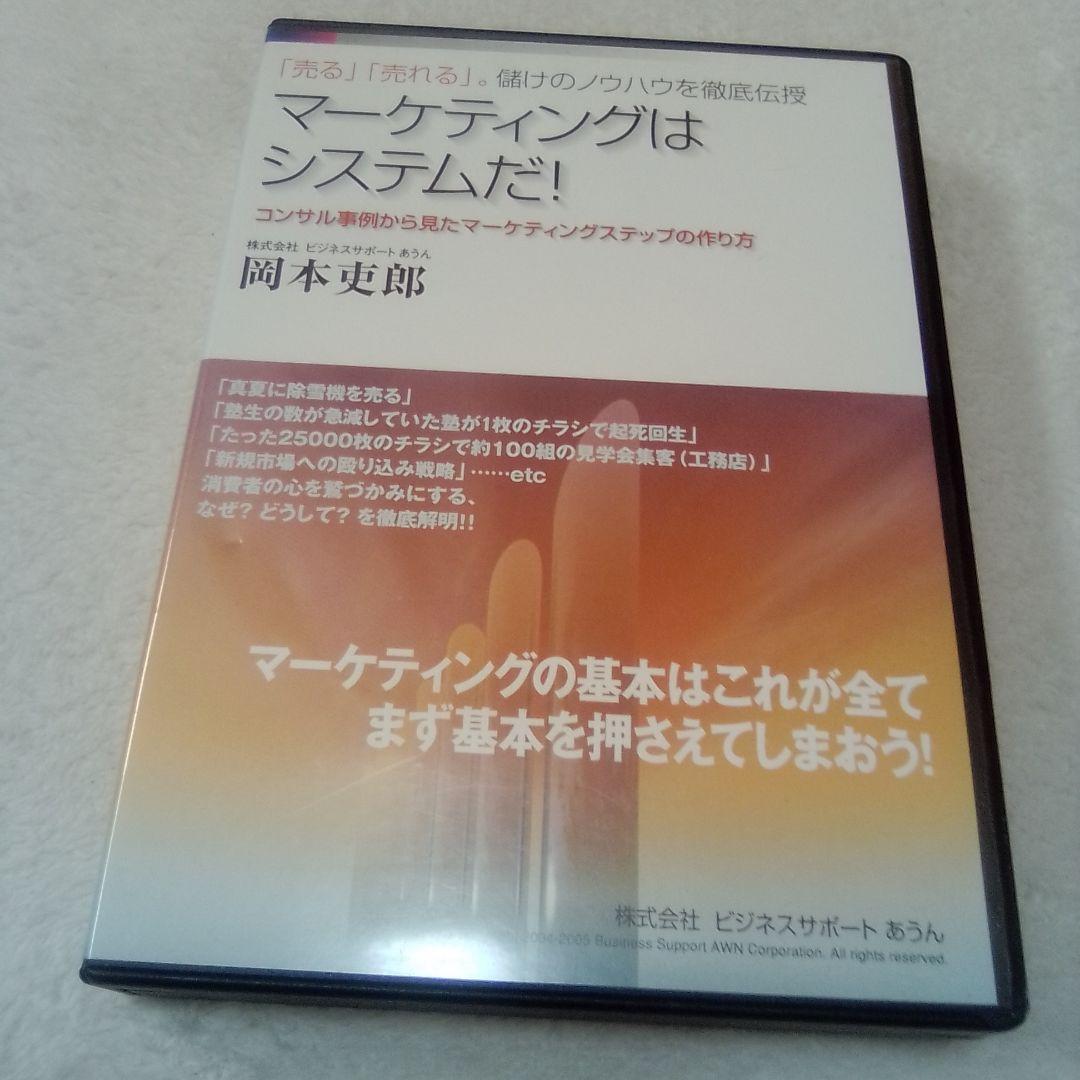 「売る」「売れる」。儲けのノウハウを徹底伝授
マーケティングは
システムだ!
コンサル事例から見たマーケティングステップの作り方
株式会社 ビジネスサポート あうん
岡本吏郎
「真夏に除雪機を売る」
「塾生の数が急減していた塾が1枚のチラシで起死回生」
「たった25000枚のチラシで約100組の見学会集客(工務店)」
「新規市場への殴り込み戦略」……etc
消費者の心を鷲づかみにする、
なぜ? どうして? を徹底解明!!
マーケティングの基本はこれが全て
まず基本を押さえてしまおう!
株式会社 ビジネスサポート あうん
2004-2005 Business Support AWN Corporation. All rights reserved.